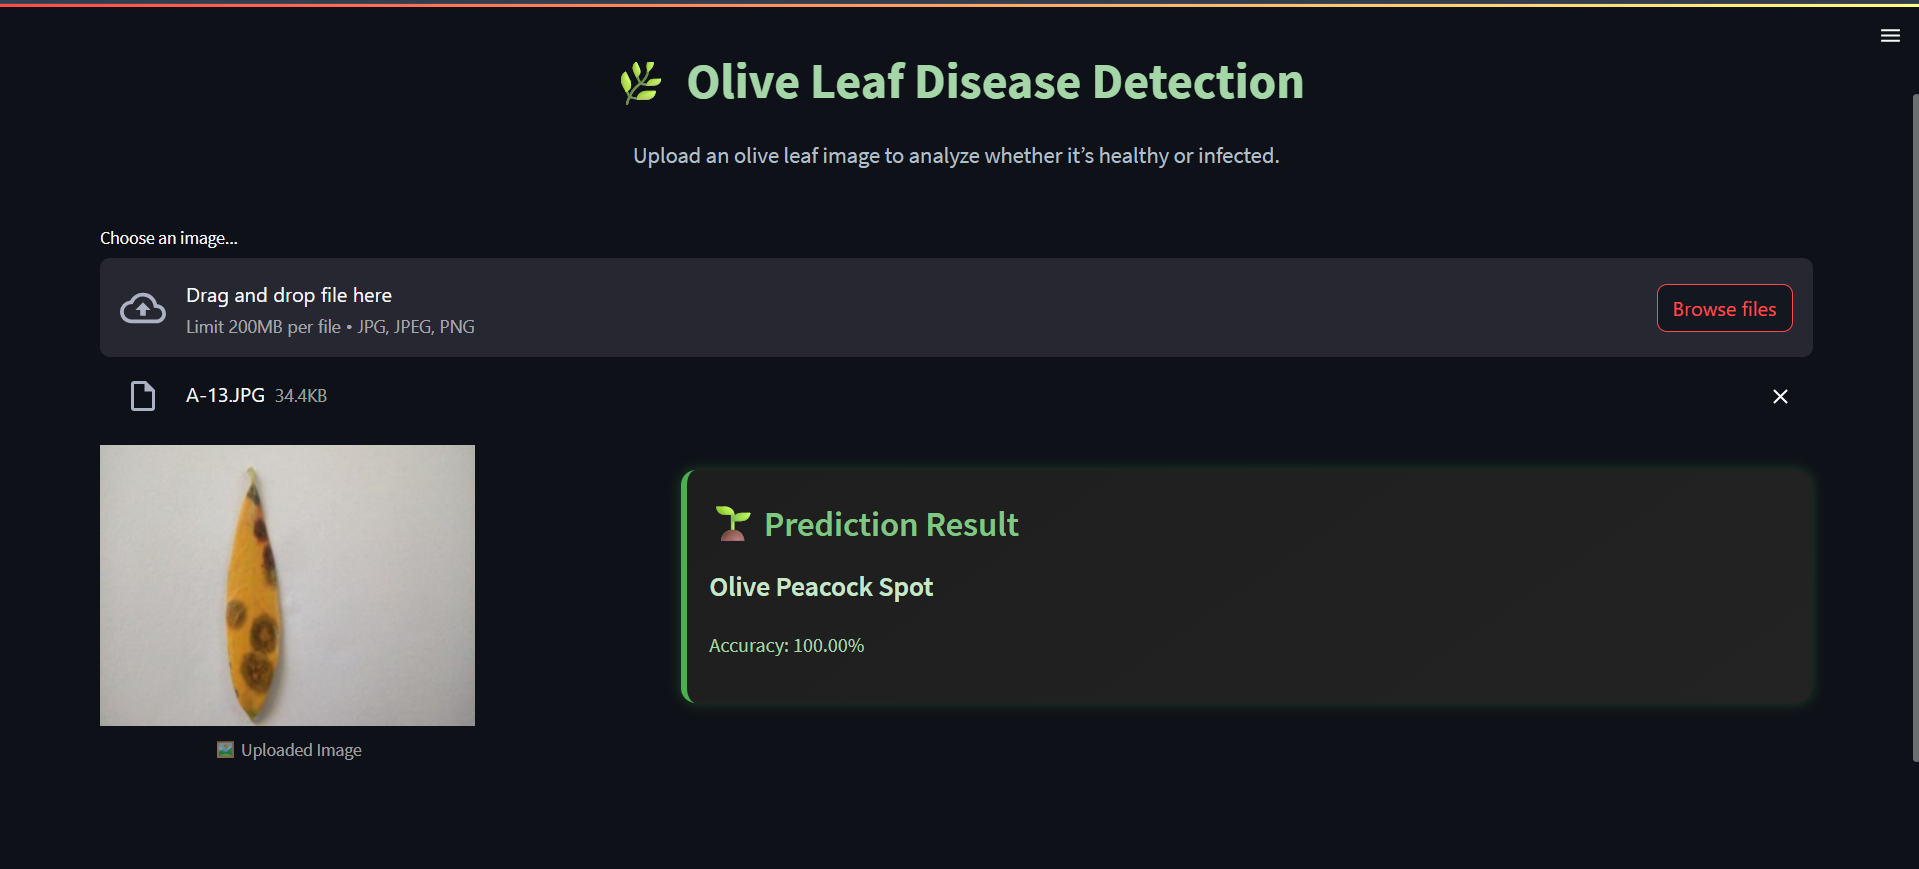 Olive Leaf Disease Detection
Upload an olive leaf image to analyze whether it’s healthy or infected.
Choose an image...
Drag and drop file here
Limit 200MB per file • JPG, JPEG, PNG
Browse files
A-13.JPG 34.4KB
Prediction Result
Olive Peacock Spot
Accuracy: 100.00%
Uploaded Image